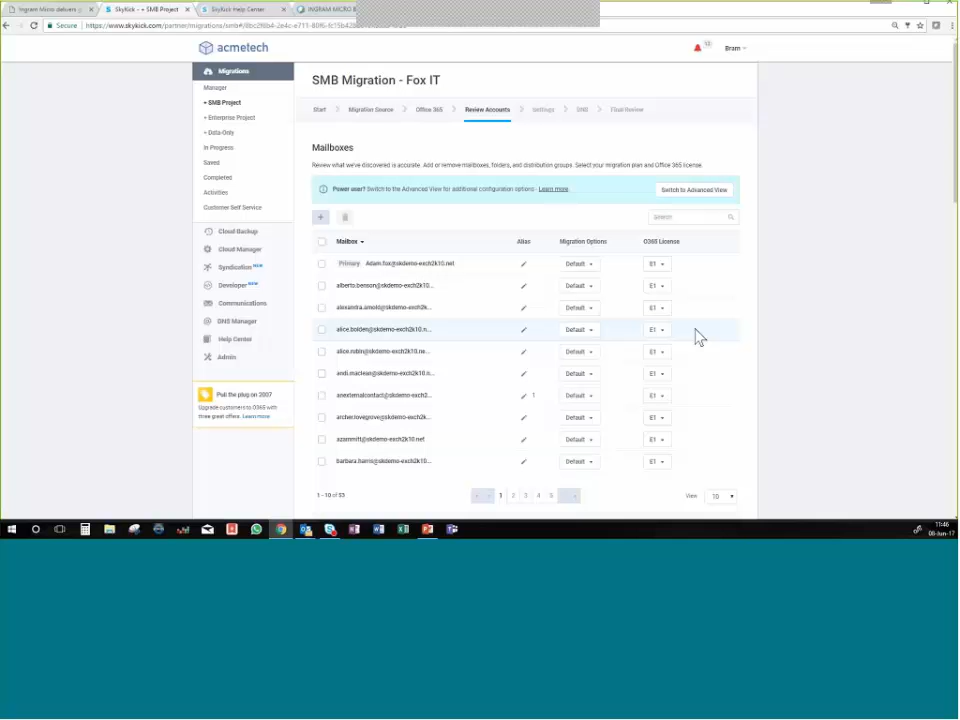 Ingram Micro delivers
SkyKick - + SMB Project
SkyKick Help Center
INGRAM MICRO
Secure
acmetech
Bram
Migrations
Manager
+ SMB Project
+ Enterprise Project
+ Data-Only
In Progress
Saved
Completed
Activities
Customer Self Service
Cloud Backup
Cloud Manager
Syndication NEW
Developer NEW
Communications
DNS Manager
Help Center
Admin
Pull the plug on 2007
Upgrade customers to O365 with
three great offers. Learn more
SMB Migration - Fox IT
Start
Migration Source
Office 365
Review Accounts
Settings
DNS
Final Review
Mailboxes
Review what we've discovered is accurate. Add or remove mailboxes, folders, and distribution groups. Select your migration plan and Office 365 license.
Power user? Switch to the Advanced View for additional configuration options - Learn more.
Switch to Advanced View
+
Search
Mailbox Alias Migration Options O365 License
Primary Adam.fox@skdemo-exch2k10.net Default E1
alberto.benson@skdemo-exch2k10... Default E1
alexandra.arnold@skdemo-exch2k... Default E1
alice.bolden@skdemo-exch2k10.n... Default E1
alice.rubin@skdemo-exch2k10.ne... Default E1
andi.maclean@skdemo-exch2k10.n... Default E1
anexternalcontact@skdemo-exch2... 1 Default E1
archer.lovegrove@skdemo-exch2k... Default E1
azammitt@skdemo-exch2k10.net Default E1
barbara.harris@skdemo-exch2k10... Default E1
1 - 10 of 53
1 2 3 4 5
View 10
11:46
08-Jun-17